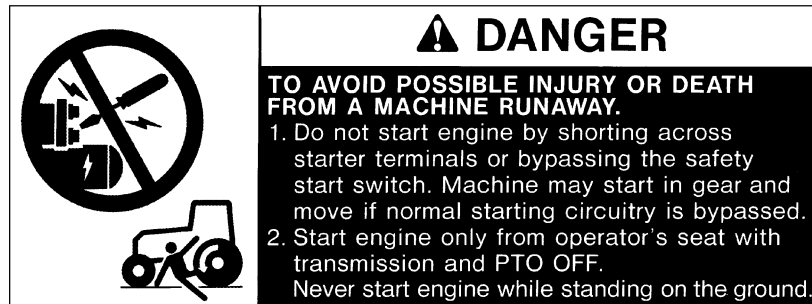 DANGER
TO AVOID POSSIBLE INJURY OR DEATH
FROM A MACHINE RUNAWAY.
1. Do not start engine by shorting across
starter terminals or bypassing the safety
start switch. Machine may start in gear and
move if normal starting circuitry is bypassed.
2. Start engine only from operator's seat with
transmission and PTO OFF.
Never start engine while standing on the ground.